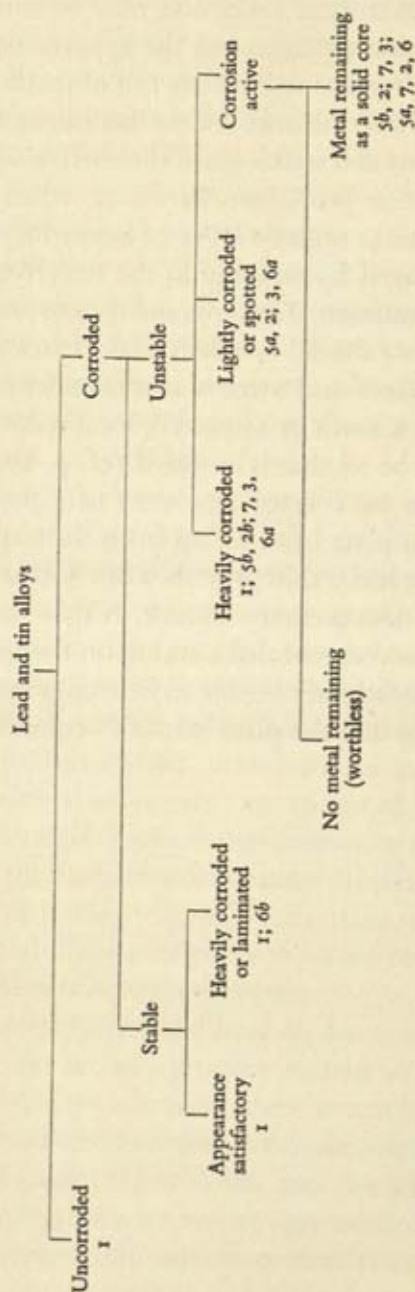 Lead and tin alloys
Uncorroded
1
Corroded
Stable
Unstable
Appearance
satisfactory
1
Heavily corroded
or laminated
1; 6b
Heavily corroded
1; 5b, 2b; 7, 3,
6a
Lightly corroded
or spotted
5a, 2; 3, 6a
Corrosion
active
No metal remaining
(worthless)
Metal remaining
as a solid core
5b, 2; 7, 3;
5a, 7, 2, 6